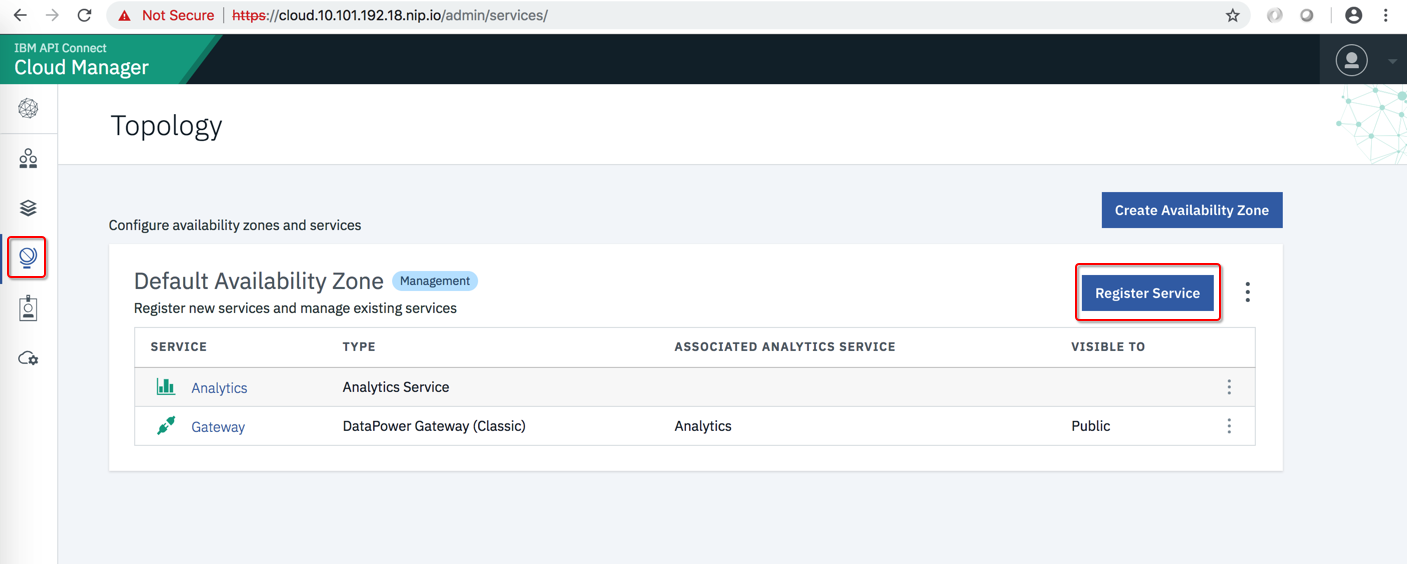 Not Secure https://cloud.10.101.192.18.nip.io/admin/services/
IBM API Connect
Cloud Manager
Topology
Create Availability Zone
Configure availability zones and services
Default Availability Zone Management
Register Service
Register new services and manage existing services
SERVICE TYPE ASSOCIATED ANALYTICS SERVICE VISIBLE TO
Analytics Analytics Service
Gateway DataPower Gateway (Classic) Analytics Public